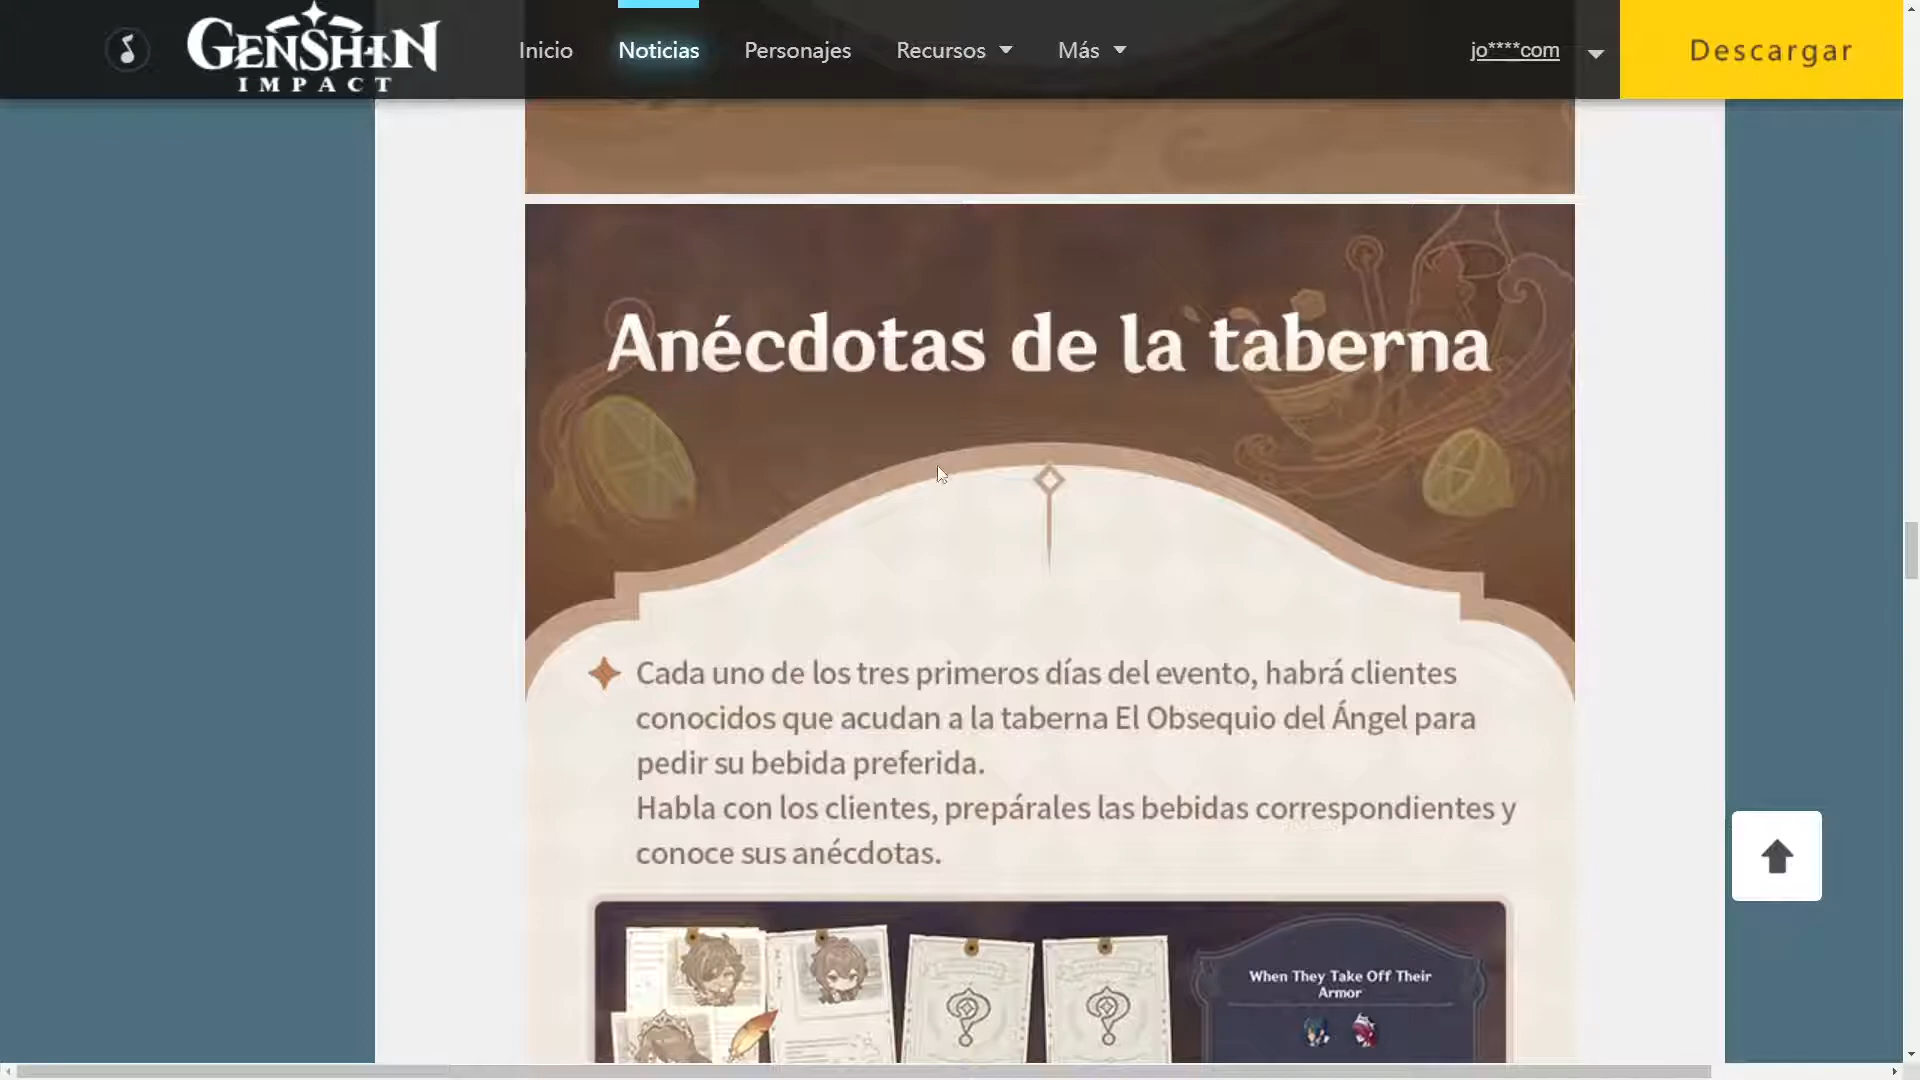 GENSHIN
IMPACT
Inicio
Noticias
Personajes
Recursos
Más
jo****com
Descargar
Anécdotas de la taberna
Cada uno de los tres primeros días del evento, habrá clientes
conocidos que acudan a la taberna El Obsequio del Ángel para
pedir su bebida preferida.
Habla con los clientes, prepárales las bebidas correspondientes y
conoce sus anécdotas.
When They Take Off Their
Armor